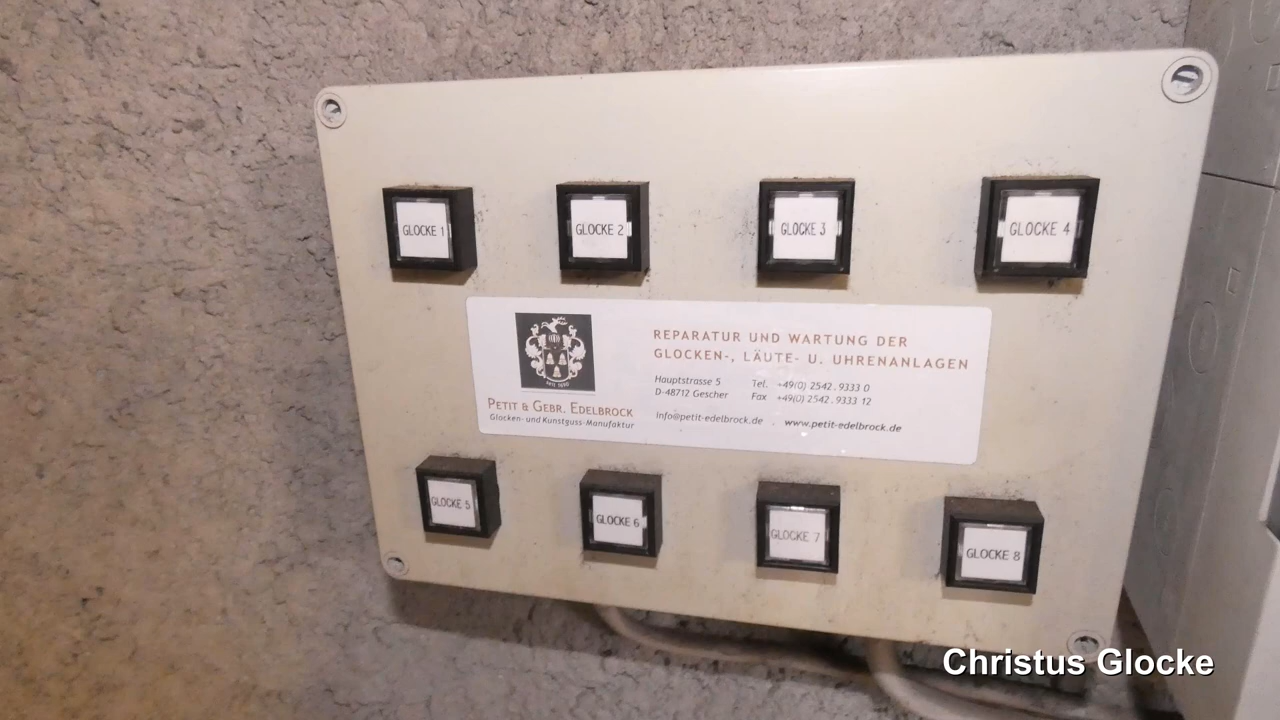 GLOCKE 1
GLOCKE 2
GLOCKE 3
GLOCKE 4
PETIT & GEBR. EDELBROCK
Glocken- und Kunstguss-Manufaktur
REPARATUR UND WARTUNG DER
GLOCKEN-, LÄUTE- U. UHRENANLAGEN
Hauptstrasse 5 Tel. +49(0) 2542.9333 0
D-48712 Gescher Fax +49(0) 2542.9333 12
info@petit-edelbrock.de . www.petit-edelbrock.de
GLOCKE 5
GLOCKE 6
GLOCKE 7
GLOCKE 8
Christus Glocke